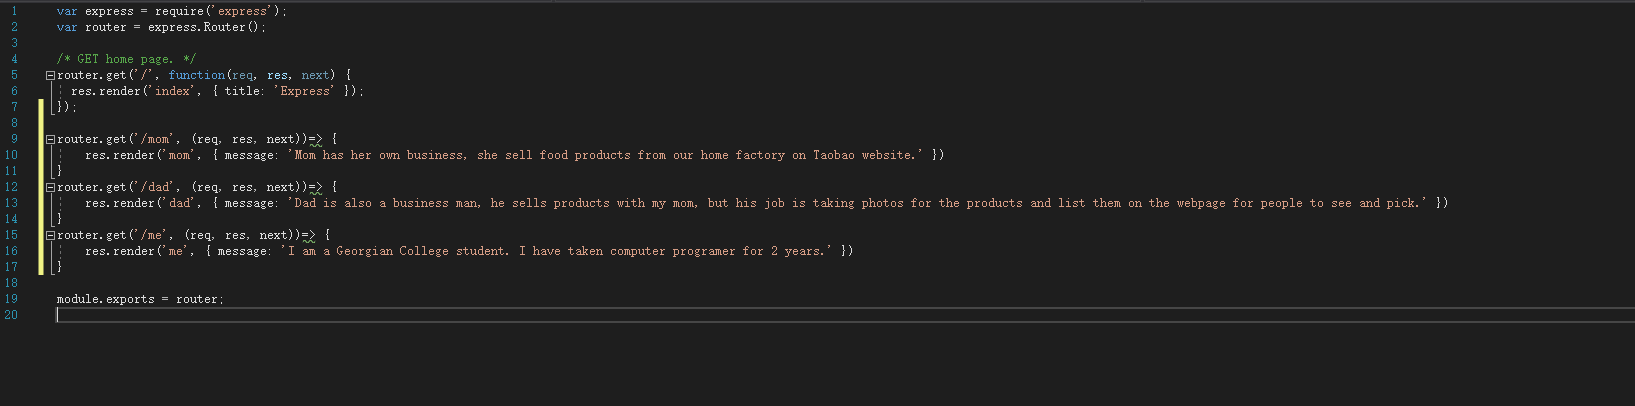 1 var express = require('express');
2 var router = express.Router();
3
4 /* GET home page. */
5 router.get('/', function(req, res, next) {
6 res.render('index', { title: 'Express' });
7 });
8
9 router.get('/mom', (req, res, next))=> {
10 res.render('mom', { message: 'Mom has her own business, she sell food products from our home factory on Taobao website.' })
11 }
12 router.get('/dad', (req, res, next))=> {
13 res.render('dad', { message: 'Dad is also a business man, he sells products with my mom, but his job is taking photos for the products and list them on the webpage for people to see and pick.' })
14 }
15 router.get('/me', (req, res, next))=> {
16 res.render('me', { message: 'I am a Georgian College student. I have taken computer programer for 2 years.' })
17 }
18
19 module.exports = router;
20